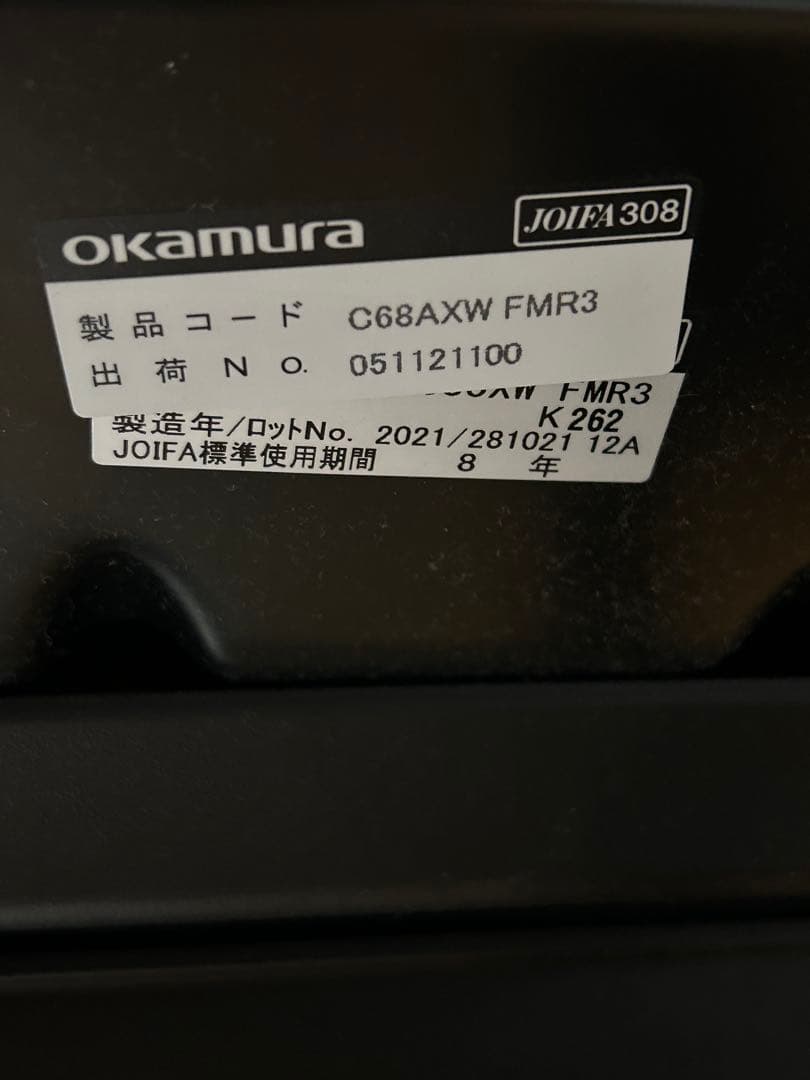 okamura
JOIFA308
製品コード C68AXW FMR3
出荷No. 051121100
FMR3
K262
製造年/ロットNo. 2021/281021 12A
JOIFA標準使用期間 8 年